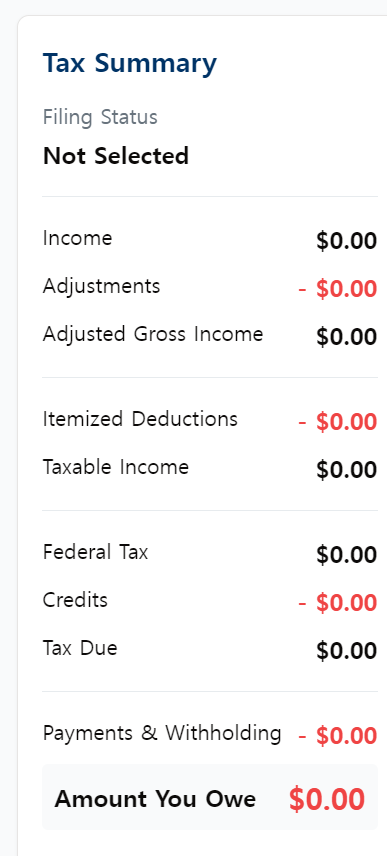 Tax Summary
Filing Status
Not Selected
Income $0.00
Adjustments - $0.00
Adjusted Gross Income $0.00
Itemized Deductions - $0.00
Taxable Income $0.00
Federal Tax $0.00
Credits - $0.00
Tax Due $0.00
Payments & Withholding - $0.00
Amount You Owe $0.00